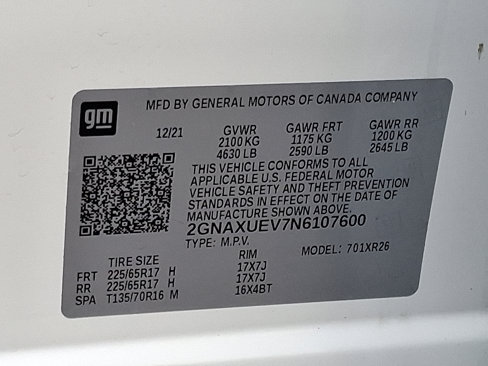 gm
MFD BY GENERAL MOTORS OF CANADA COMPANY
12/21 GVWR GAWR FRT GAWR RR
2100 KG 1175 KG 1200 KG
4630 LB 2590 LB 2645 LB
THIS VEHICLE CONFORMS TO ALL
APPLICABLE U.S. FEDERAL MOTOR
VEHICLE SAFETY AND THEFT PREVENTION
STANDARDS IN EFFECT ON THE DATE OF
MANUFACTURE SHOWN ABOVE.
2GNAXUEV7N6107600
TYPE: M.P.V. MODEL: 701XR26
TIRE SIZE RIM
FRT 225/65R17 H 17X7J
RR 225/65R17 H 17X7J
SPA T135/70R16 M 16X4BT